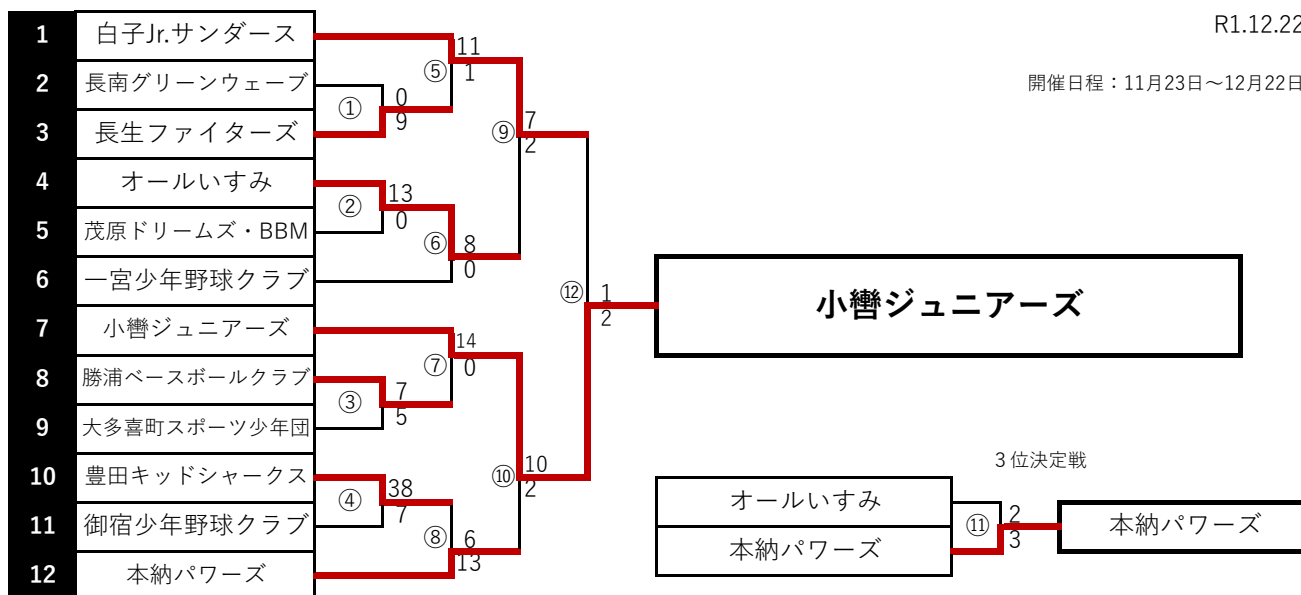 R1.12.22
開催日程：11月23日～12月22日
1 白子Jr.サンダース
2 長南グリーンウェーブ
3 長生ファイターズ
4 オールいすみ
5 茂原ドリームズ・BBM
6 一宮少年野球クラブ
7 小轡ジュニアーズ
8 勝浦ベースボールクラブ
9 大多喜町スポーツ少年団
10 豊田キッドシャークス
11 御宿少年野球クラブ
12 本納パワーズ
① 0 9
② 13 0
③ 7 5
④ 38 7
⑤ 11 1
⑥ 8 0
⑦ 14 0
⑧ 6 13
⑨ 7 2
⑩ 10 2
⑫ 1 2
小轡ジュニアーズ
３位決定戦
オールいすみ
本納パワーズ
⑪ 2 3
本納パワーズ